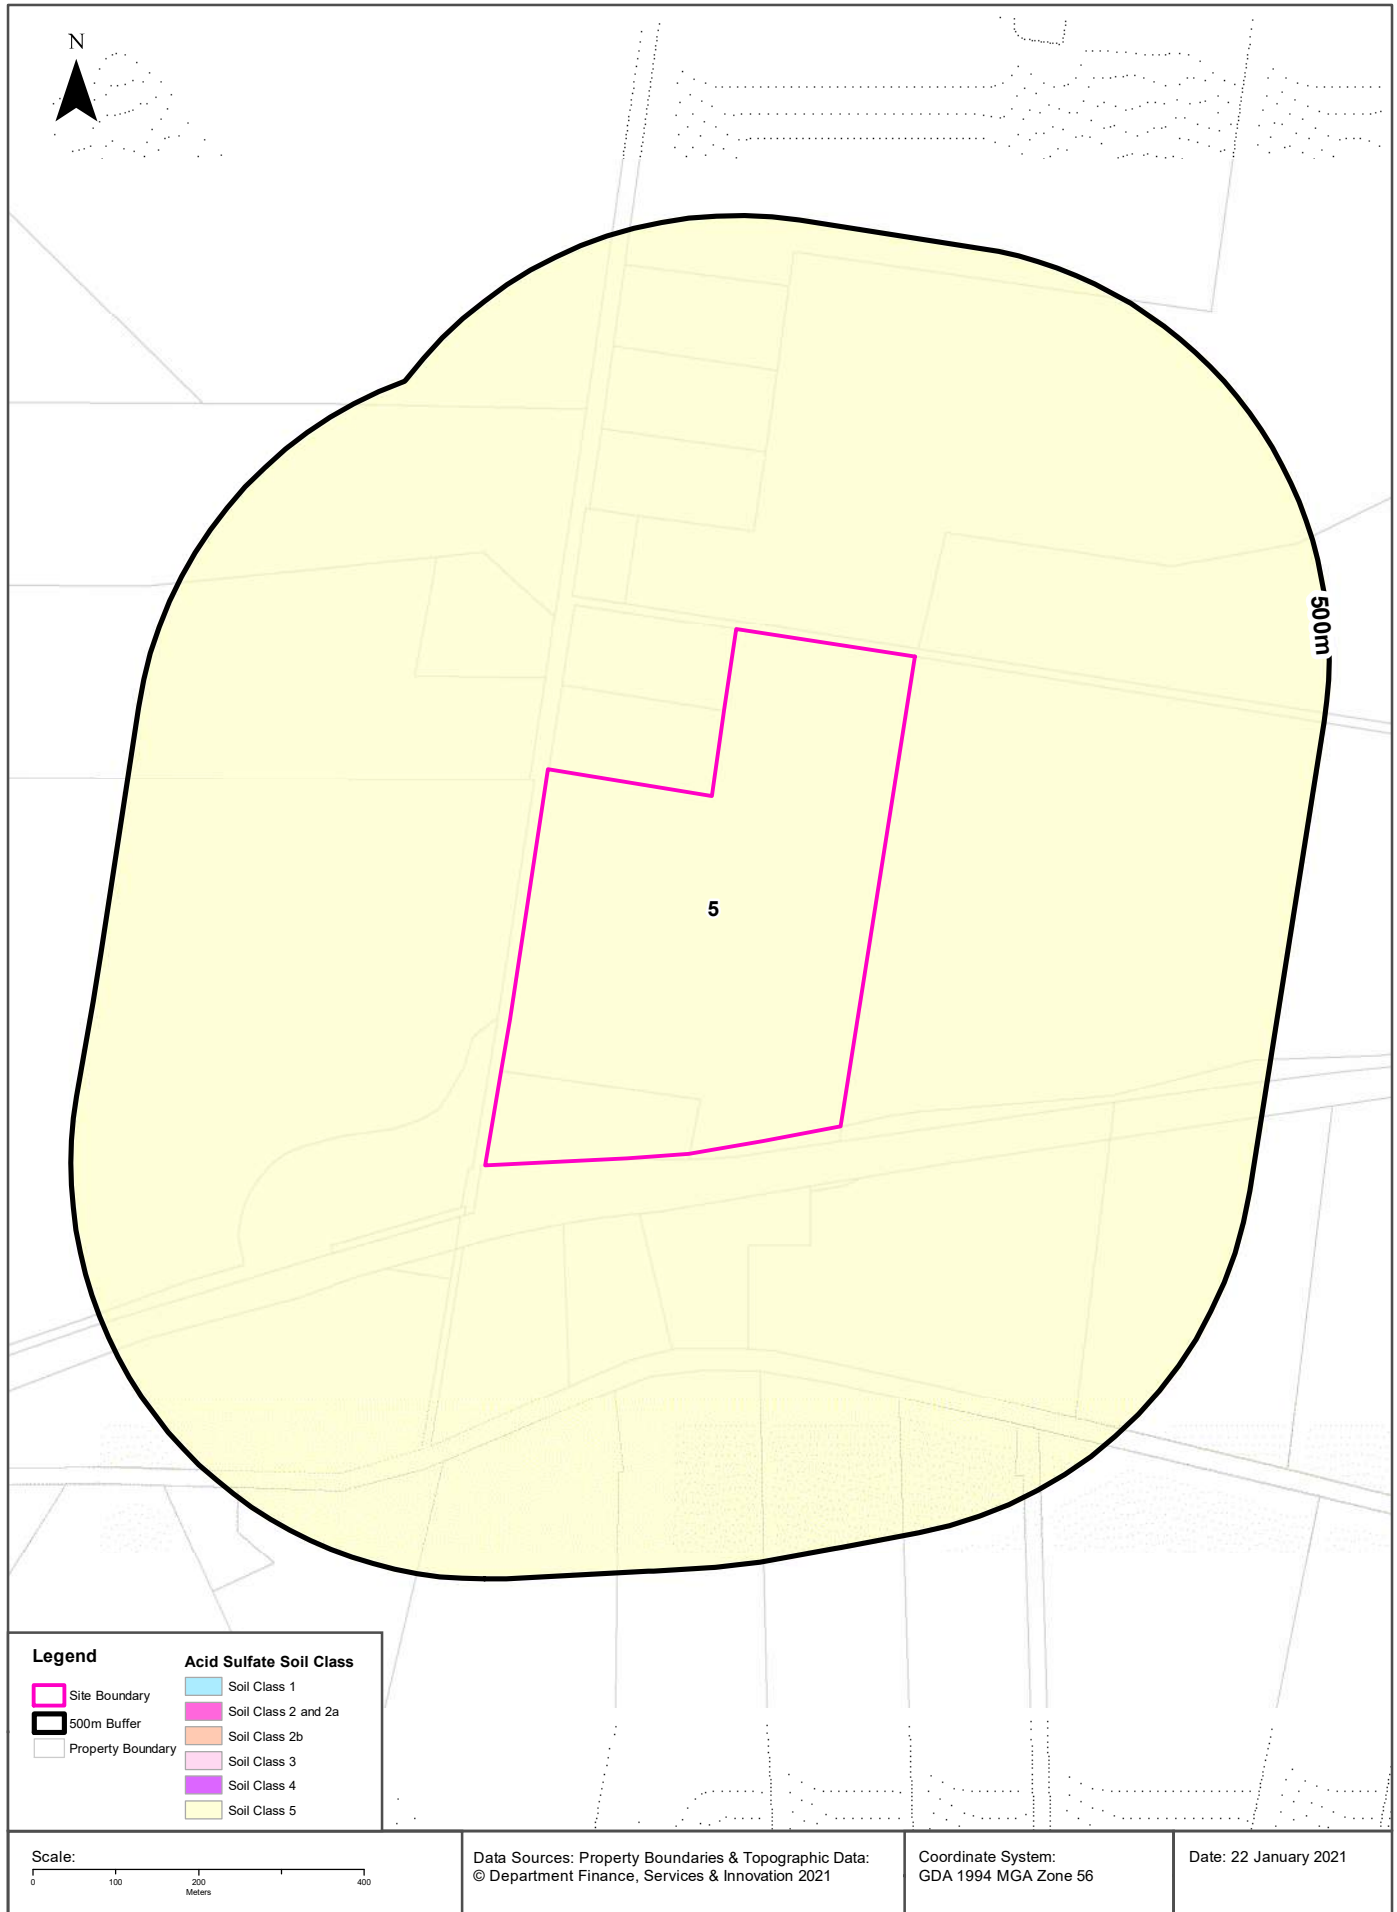 N
500m
5
Legend
Site Boundary
500m Buffer
Property Boundary
Acid Sulfate Soil Class
Soil Class 1
Soil Class 2 and 2a
Soil Class 2b
Soil Class 3
Soil Class 4
Soil Class 5
Scale:
0 100 200 400
Meters
Data Sources: Property Boundaries & Topographic Data:
© Department Finance, Services & Innovation 2021
Coordinate System:
GDA 1994 MGA Zone 56
Date: 22 January 2021